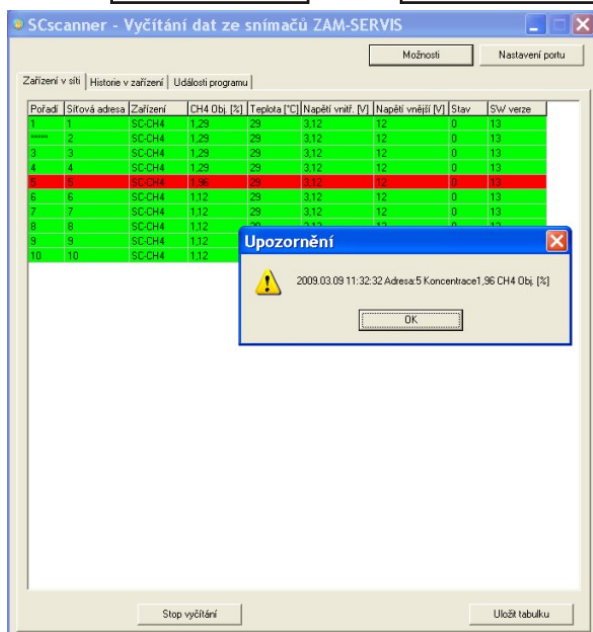 SCscanner - Vyčítání dat ze snímačů ZAM-SERVIS
Možnosti Nastavení portu
Zařízení v síti Historie v zařízení Události programu
Pořadí Síťová adresa Zařízení CH4 Obj. [%] Teplota [°C] Napětí vnitř. [V] Napětí vnější [V] Stav SW verze
1 1 SC-CH4 1,29 29 3,12 12 0 13
***** 2 SC-CH4 1,29 29 3,12 12 0 13
3 3 SC-CH4 1,29 29 3,12 12 0 13
4 4 SC-CH4 1,29 29 3,12 12 0 13
5 5 SC-CH4 1,96 29 3,12 12 0 13
6 6 SC-CH4 1,12 29 3,12 12 0 13
7 7 SC-CH4 1,12 29 3,12 12 0 13
8 8 SC-CH4 1,12 29 3,12 12 0 13
9 9 SC-CH4 1,12
10 10 SC-CH4 1,12
Upozornění
2009.03.09 11:32:32 Adresa:5 Koncentrace1,96 CH4 Obj. [%]
OK
Stop vyčítání Uložit tabulku